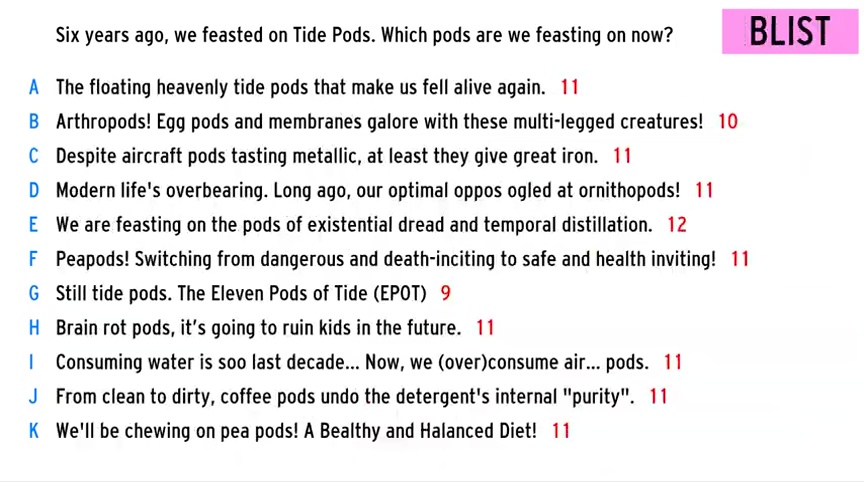 Six years ago, we feasted on Tide Pods. Which pods are we feasting on now?
BLIST
A The floating heavenly tide pods that make us fell alive again. 11
B Arthropods! Egg pods and membranes galore with these multi-legged creatures! 10
C Despite aircraft pods tasting metallic, at least they give great iron. 11
D Modern life's overbearing. Long ago, our optimal oppos ogled at ornithopods! 11
E We are feasting on the pods of existential dread and temporal distillation. 12
F Peapods! Switching from dangerous and death-inciting to safe and health inviting! 11
G Still tide pods. The Eleven Pods of Tide (EPOT) 9
H Brain rot pods, it's going to ruin kids in the future. 11
I Consuming water is soo last decade... Now, we (over)consume air... pods. 11
J From clean to dirty, coffee pods undo the detergent's internal "purity". 11
K We'll be chewing on pea pods! A Bealthy and Halanced Diet! 11